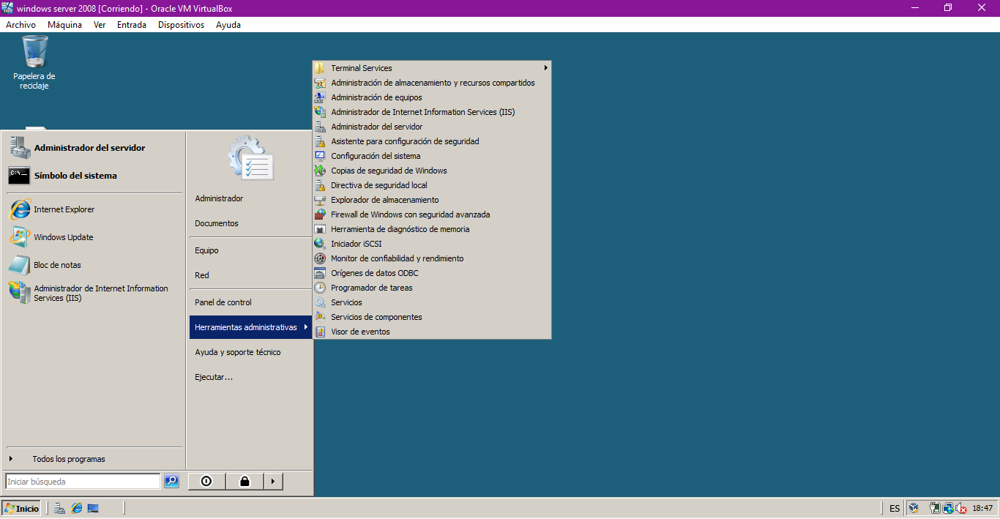 windows server 2008 [Corriendo] - Oracle VM VirtualBox
Archivo Máquina Ver Entrada Dispositivos Ayuda
Papelera de
reciclaje
Administrador del servidor
Símbolo del sistema
Internet Explorer
Windows Update
Bloc de notas
Administrador de Internet Information
Services (IIS)
Todos los programas
Iniciar búsqueda
Administrador
Documentos
Equipo
Red
Panel de control
Herramientas administrativas
Ayuda y soporte técnico
Ejecutar...
Terminal Services
Administración de almacenamiento y recursos compartidos
Administración de equipos
Administrador de Internet Information Services (IIS)
Administrador del servidor
Asistente para configuración de seguridad
Configuración del sistema
Copias de seguridad de Windows
Directiva de seguridad local
Explorador de almacenamiento
Firewall de Windows con seguridad avanzada
Herramienta de diagnóstico de memoria
Iniciador iSCSI
Monitor de confiabilidad y rendimiento
Orígenes de datos ODBC
Programador de tareas
Servicios
Servicios de componentes
Visor de eventos
Inicio
ES
18:47